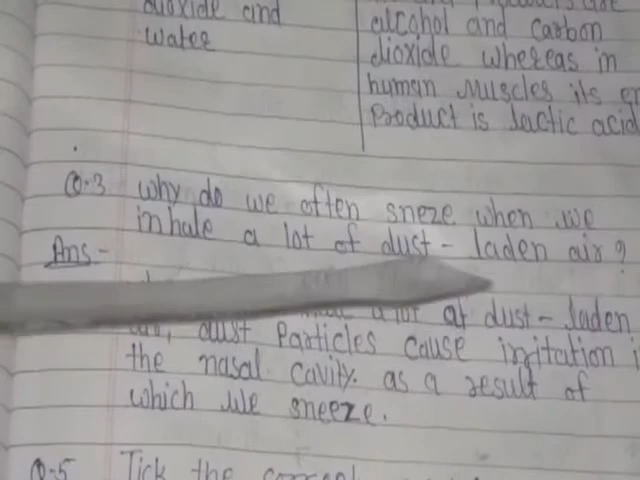 dioxide and
water
alcohol and carbon
dioxide whereas in
human muscles its
product is lactic acid
Q.3 why do we often sneze when we
inhale a lot of dust - laden air?
Ans-
a lot of dust - laden
dust particles cause irritation
the nasal cavity. as a result of
which we sneeze.
Q.5 Tick the